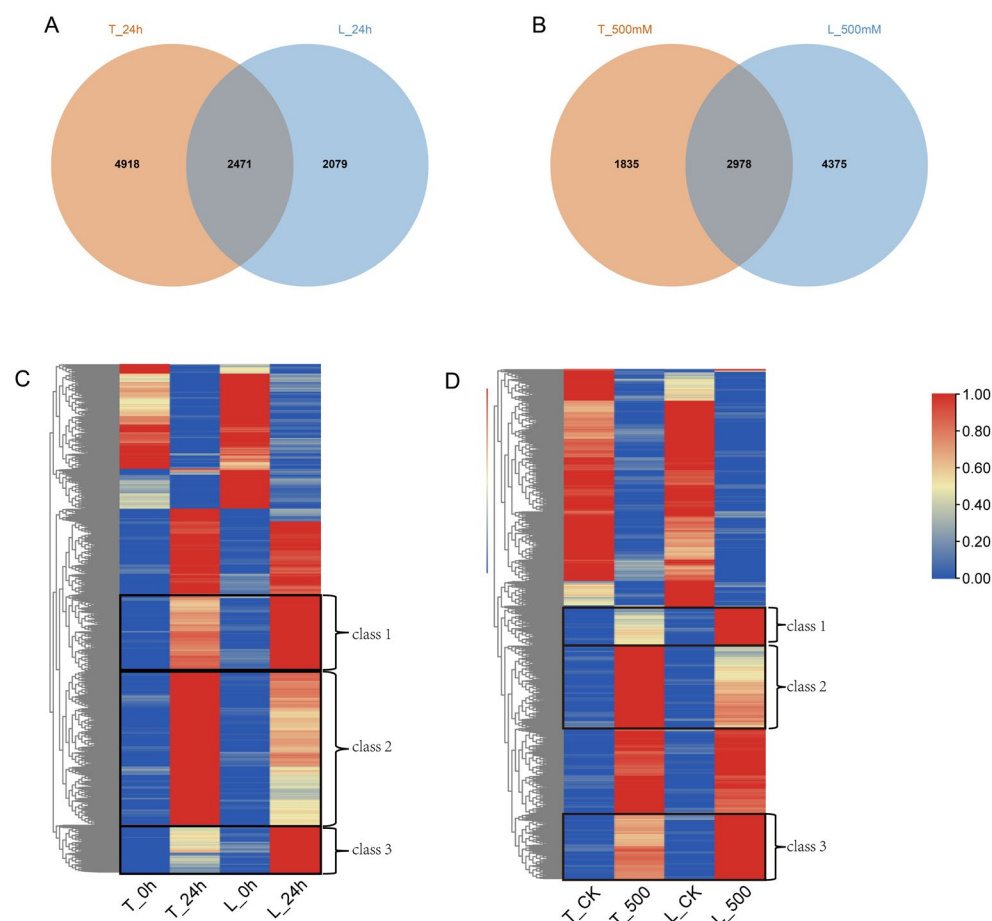 A
T_24h
L_24h
4918
2471
2079
B
T_500mM
L_500mM
1835
2978
4375
C
class 1
class 2
class 3
T_0h
T_24h
L_0h
L_24h
D
class 1
class 2
class 3
T_CK
T_500
L_CK
L_500
1.00
0.80
0.60
0.40
0.20
0.00